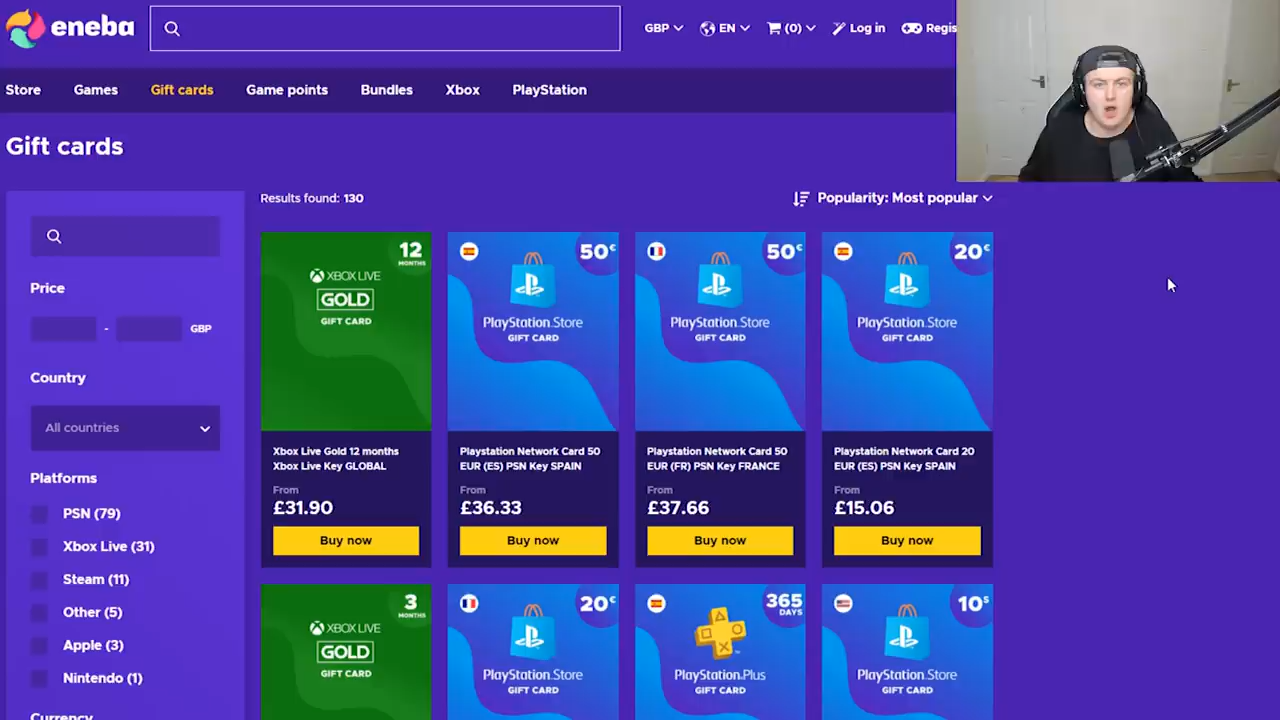 eneba
GBP
EN
(0)
Log in
Regis
Store
Games
Gift cards
Game points
Bundles
Xbox
PlayStation
Gift cards
Results found: 130
Popularity: Most popular
Price
-
GBP
Country
All countries
Platforms
PSN (79)
Xbox Live (31)
Steam (11)
Other (5)
Apple (3)
Nintendo (1)
Currency
12
MONTHS
XBOX LIVE
GOLD
GIFT CARD
Xbox Live Gold 12 months
Xbox Live Key GLOBAL
From
£31.90
Buy now
50€
PlayStation.Store
GIFT CARD
Playstation Network Card 50
EUR (ES) PSN Key SPAIN
From
£36.33
Buy now
50€
PlayStation.Store
GIFT CARD
Playstation Network Card 50
EUR (FR) PSN Key FRANCE
From
£37.66
Buy now
20€
PlayStation.Store
GIFT CARD
Playstation Network Card 20
EUR (ES) PSN Key SPAIN
From
£15.06
Buy now
3
MONTHS
XBOX LIVE
GOLD
GIFT CARD
20€
PlayStation.Store
GIFT CARD
365
DAYS
PlayStation.Plus
GIFT CARD
10$
PlayStation.Store
GIFT CARD